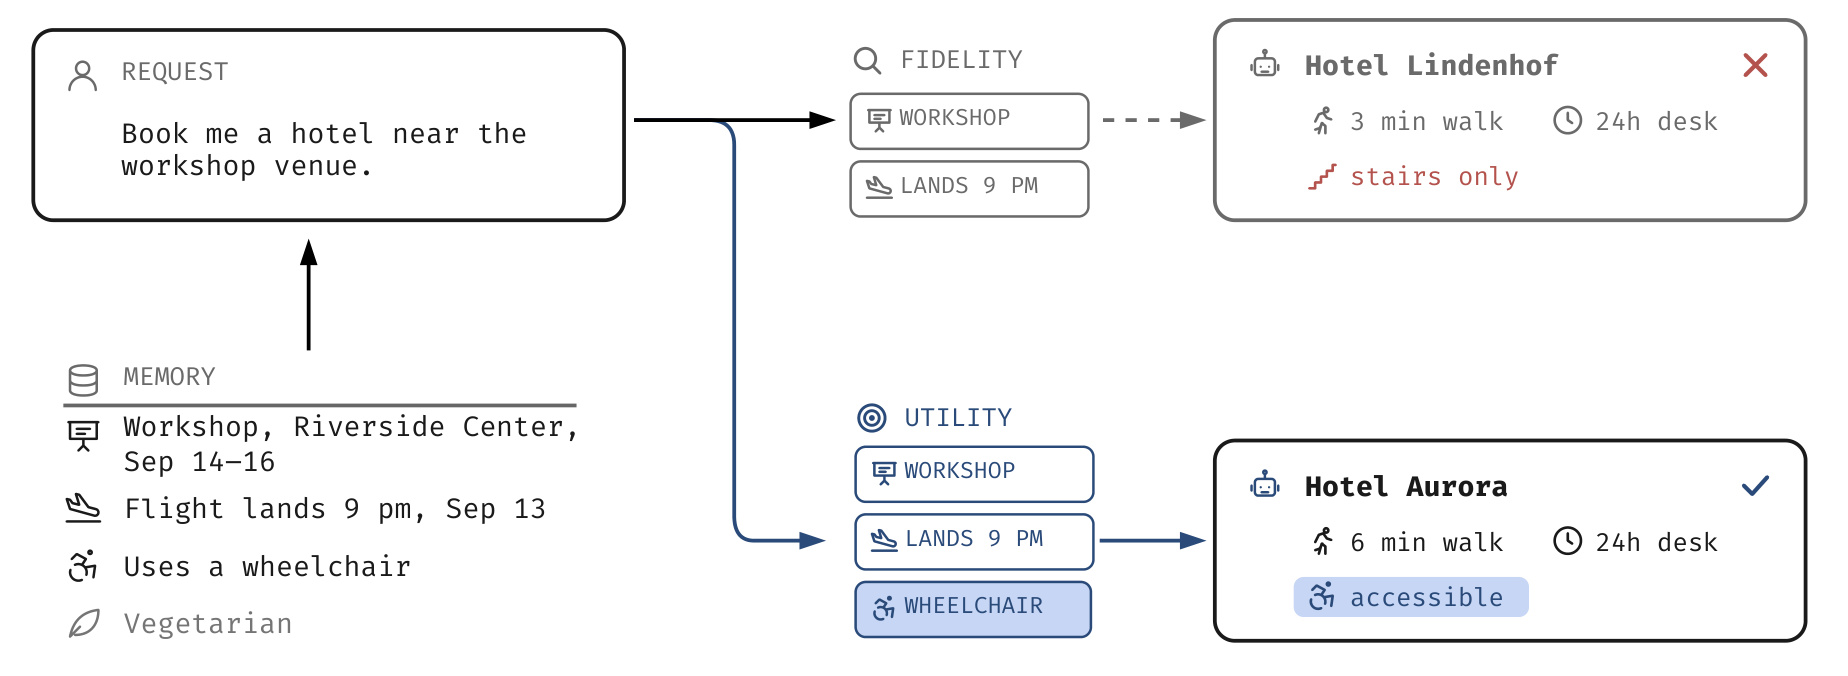 REQUEST
Book me a hotel near the
workshop venue.
MEMORY
Workshop, Riverside Center,
Sep 14–16
Flight lands 9 pm, Sep 13
Uses a wheelchair
Vegetarian
FIDELITY
WORKSHOP
LANDS 9 PM
Hotel Lindenhof
3 min walk 24h desk
stairs only
UTILITY
WORKSHOP
LANDS 9 PM
WHEELCHAIR
Hotel Aurora
6 min walk 24h desk
accessible